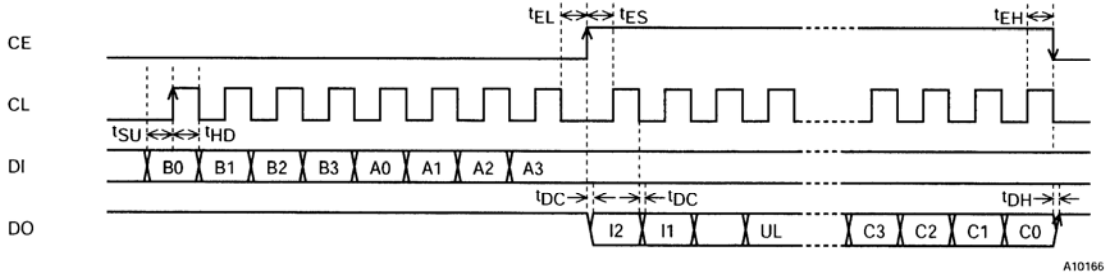 tEL tES tEH
CE
CL
tSU tHD
DI B0 B1 B2 B3 A0 A1 A2 A3
tDC tDC tDH
DO I2 I1 UL C3 C2 C1 C0
A10166